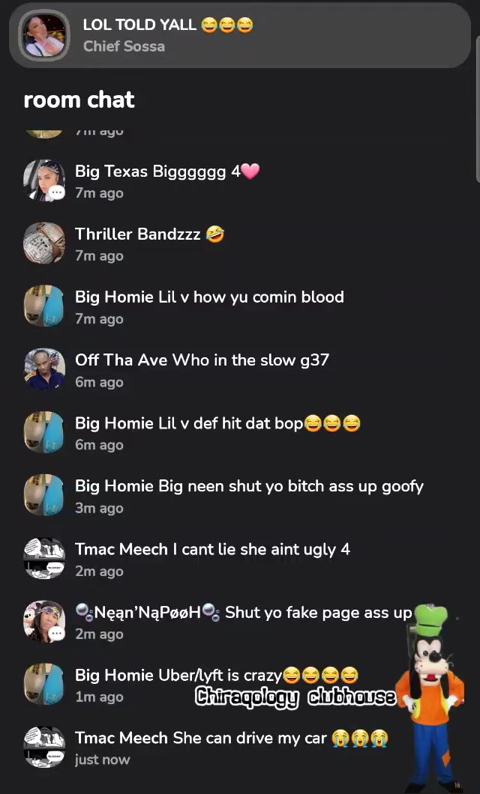 LOL TOLD YALL 😂😂😂
Chief Sossa
room chat
7m ago
Big Texas Bigggggg 4💗
7m ago
Thriller Bandzzz 🤣
7m ago
Big Homie Lil v how yu comin blood
7m ago
Off Tha Ave Who in the slow g37
6m ago
Big Homie Lil v def hit dat bop😂😂😂
6m ago
Big Homie Big neen shut yo bitch ass up goofy
3m ago
Tmac Meech I cant lie she aint ugly 4
2m ago
🫧Nęąn’NąPøøH🫧 Shut yo fake page ass up
2m ago
Big Homie Uber/lyft is crazy😂😂😂😂
1m ago
Chiraqology clubhouse
Tmac Meech She can drive my car 😭😭😭
just now